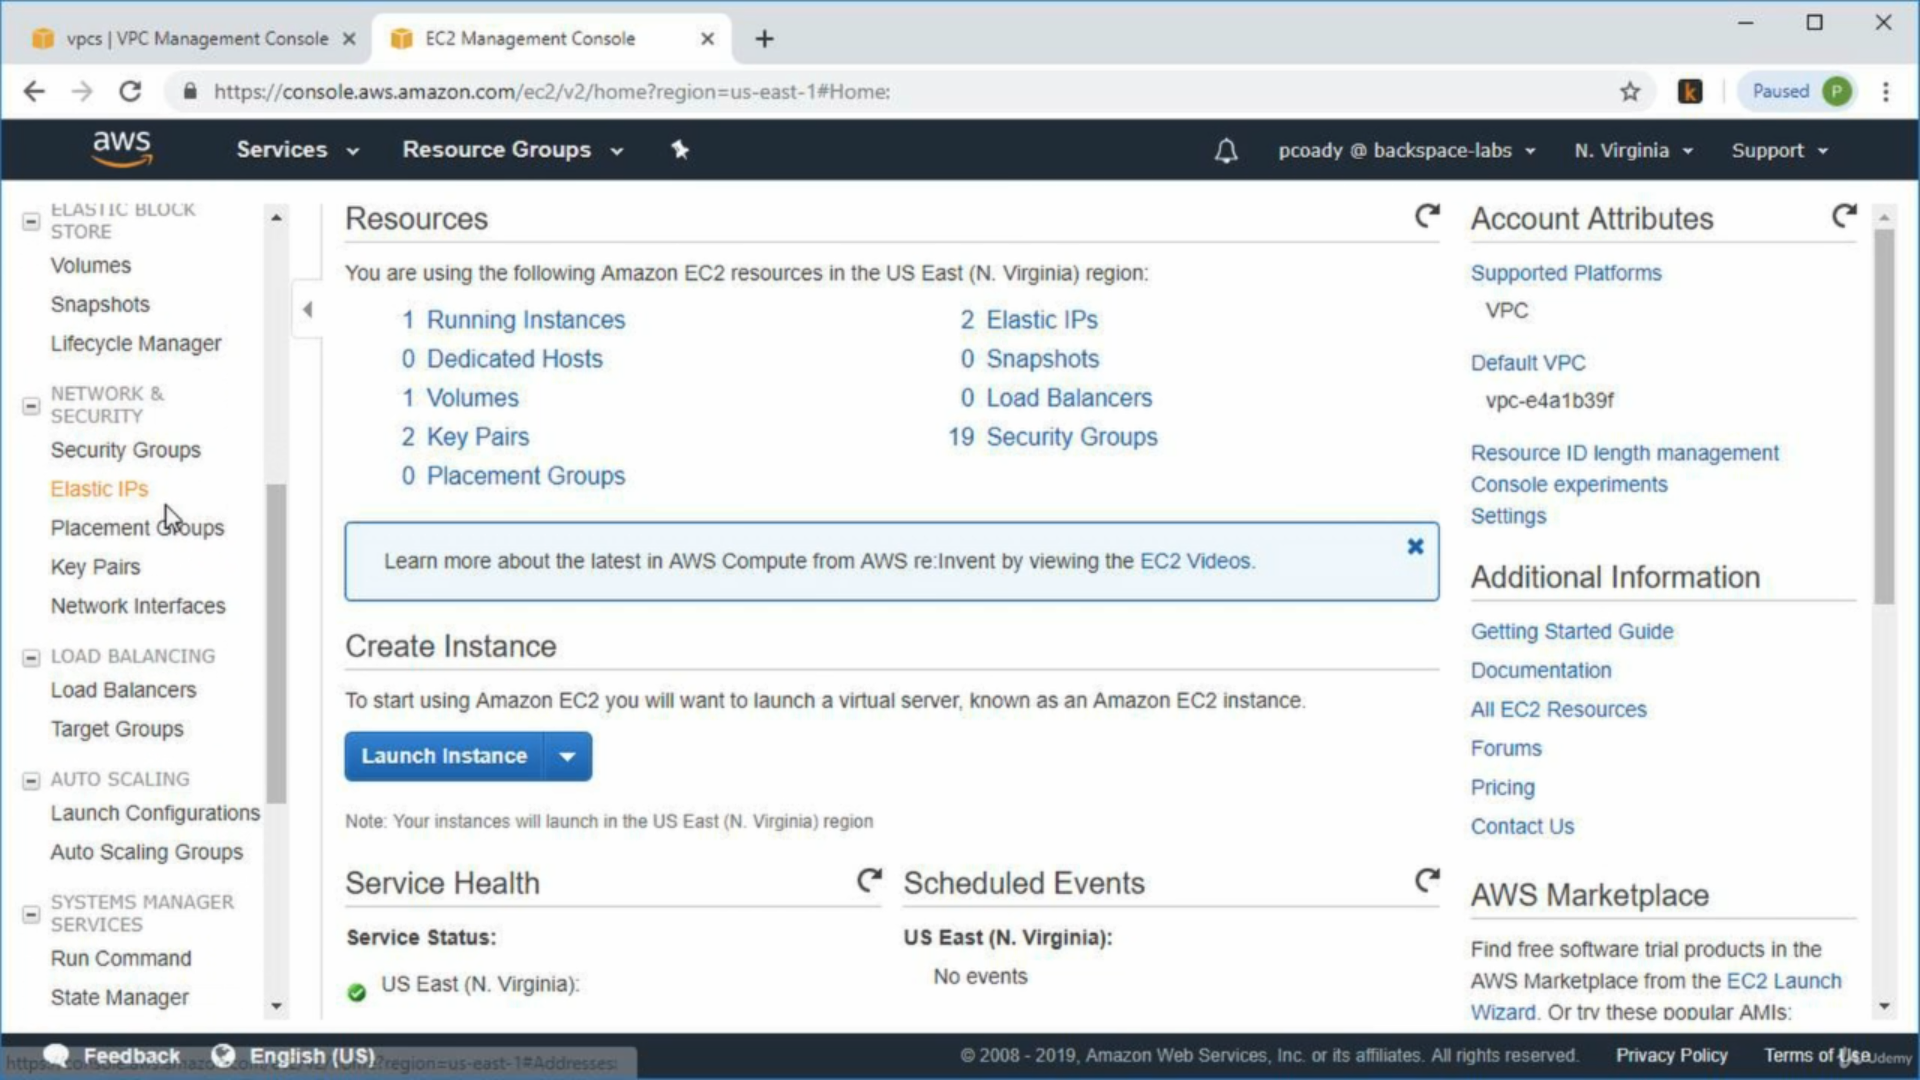 vpcs | VPC Management Console
EC2 Management Console
https://console.aws.amazon.com/ec2/v2/home?region=us-east-1#Home:
k
Paused
P
aws
Services
Resource Groups
pcoady @ backspace-labs
N. Virginia
Support
ELASTIC BLOCK
STORE
Volumes
Snapshots
Lifecycle Manager
NETWORK &
SECURITY
Security Groups
Elastic IPs
Placement Groups
Key Pairs
Network Interfaces
LOAD BALANCING
Load Balancers
Target Groups
AUTO SCALING
Launch Configurations
Auto Scaling Groups
SYSTEMS MANAGER
SERVICES
Run Command
State Manager
Resources
You are using the following Amazon EC2 resources in the US East (N. Virginia) region:
1 Running Instances
0 Dedicated Hosts
1 Volumes
2 Key Pairs
0 Placement Groups
2 Elastic IPs
0 Snapshots
0 Load Balancers
19 Security Groups
Learn more about the latest in AWS Compute from AWS re:Invent by viewing the EC2 Videos.
Create Instance
To start using Amazon EC2 you will want to launch a virtual server, known as an Amazon EC2 instance.
Launch Instance
Note: Your instances will launch in the US East (N. Virginia) region
Service Health
Service Status:
US East (N. Virginia):
Scheduled Events
US East (N. Virginia):
No events
Account Attributes
Supported Platforms
VPC
Default VPC
vpc-e4a1b39f
Resource ID length management
Console experiments
Settings
Additional Information
Getting Started Guide
Documentation
All EC2 Resources
Forums
Pricing
Contact Us
AWS Marketplace
Find free software trial products in the
AWS Marketplace from the EC2 Launch
Wizard. Or try these popular AMIs:
Feedback
English (US)
region=us-east-1#Addresses:
© 2008 - 2019, Amazon Web Services, Inc. or its affiliates. All rights reserved.
Privacy Policy
Terms of Use
Udemy